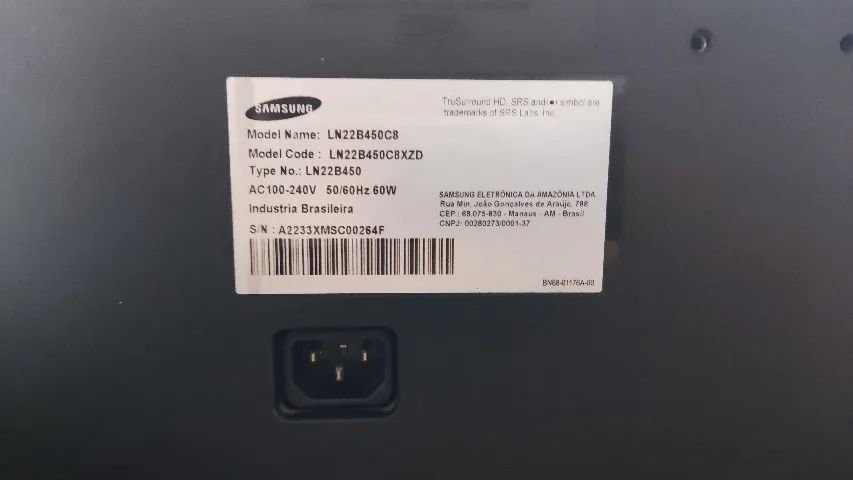 SAMSUNG
TruSurround HD, SRS and (●) symbol are
trademarks of SRS Labs, Inc.
Model Name: LN22B450C8
Model Code : LN22B450C8XZD
Type No.: LN22B450
AC100-240V 50/60Hz 60W
Industria Brasileira
S/N : A2233XMSC00264F
SAMSUNG ELETRÔNICA DA AMAZÔNIA LTDA
Rua Min. João Gonçalves de Araújo, 788
CEP.: 69.075-830 - Manaus - AM - Brasil
CNPJ: 00280273/0001-37
BN68-01176A-00